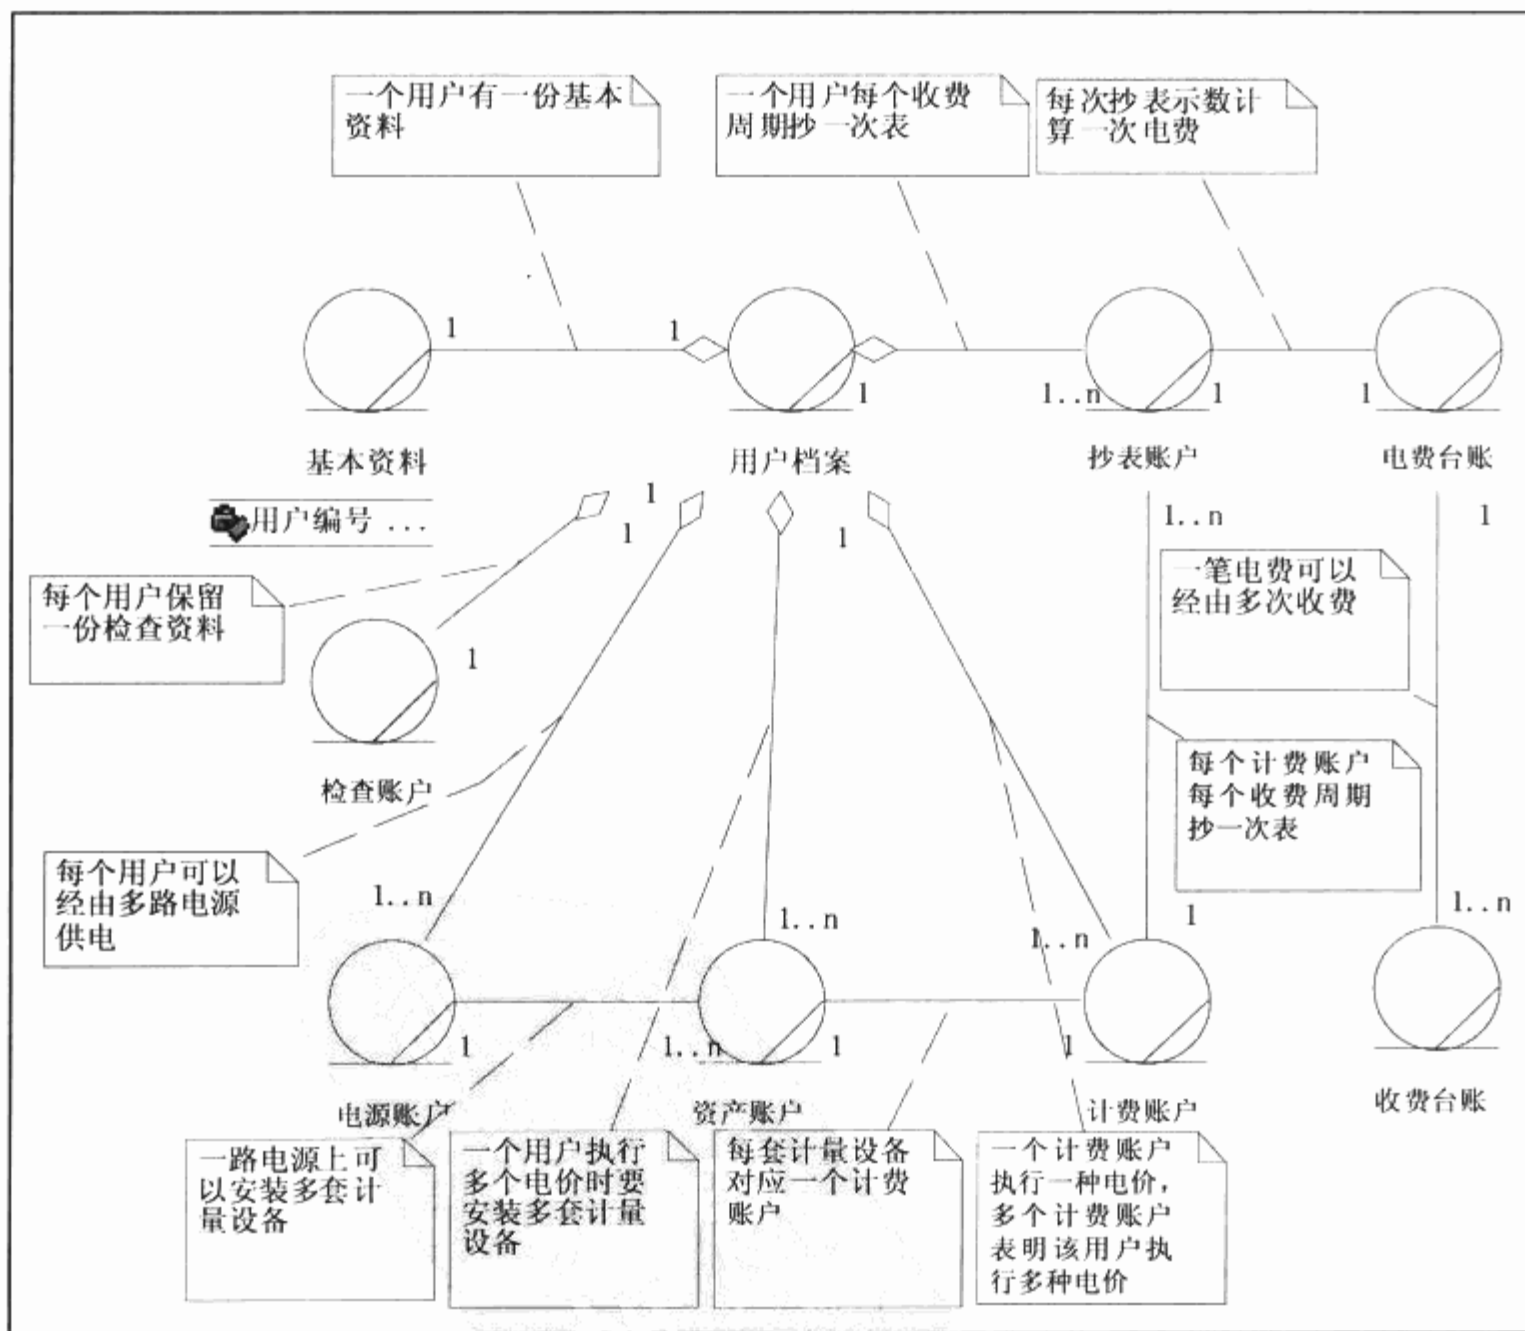 一个用户有一份基本
资料
一个用户每个收费
周期抄一次表
每次抄表示数计
算一次电费
1
1
1
1..n
1
1
基本资料
用户档案
抄表账户
电费台账
用户编号 ...
1
1
1
1..n
1
每个用户保留
一份检查资料
1
一笔电费可以
经由多次收费
检查账户
每个计费账户
每个收费周期
抄一次表
每个用户可以
经由多路电源
供电
1..n
1..n
1..n
1
1..n
1
1..n
1
1
电源账户
资产账户
计费账户
收费台账
一路电源上可
以安装多套计
量设备
一个用户执行
多个电价时要
安装多套计量
设备
每套计量设备
对应一个计费
账户
一个计费账户
执行一种电价，
多个计费账户
表明该用户执
行多种电价